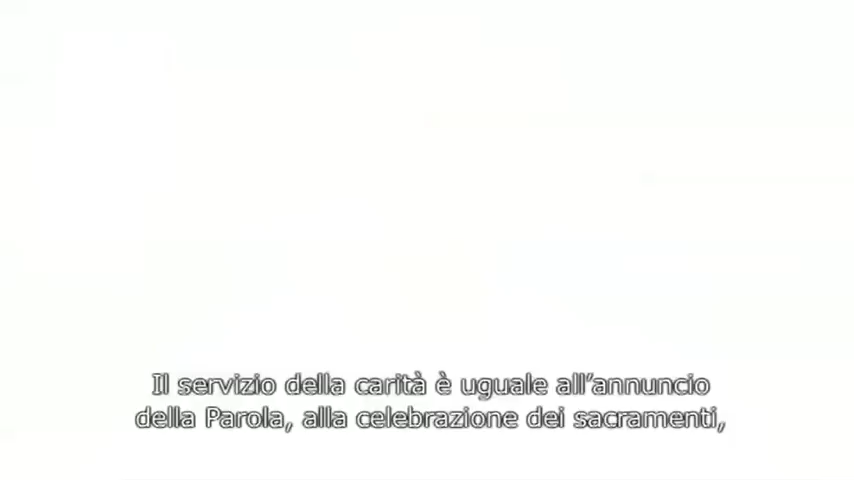 Il servizio della carità è uguale all’annuncio
della Parola, alla celebrazione dei sacramenti,